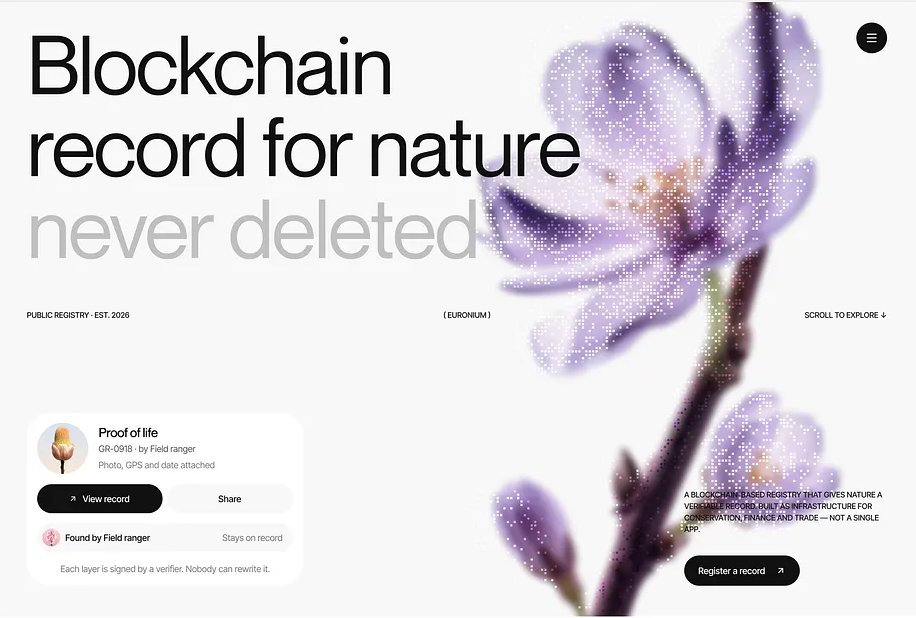 Blockchain
record for nature
never deleted
PUBLIC REGISTRY · EST. 2026
( EURONIUM )
SCROLL TO EXPLORE ↓
Proof of life
GR-0918 · by Field ranger
Photo, GPS and date attached
View record
Share
Found by Field ranger
Stays on record
Each layer is signed by a verifier. Nobody can rewrite it.
A BLOCKCHAIN-BASED REGISTRY THAT GIVES NATURE A
VERIFIABLE RECORD. BUILT AS INFRASTRUCTURE FOR
CONSERVATION, FINANCE AND TRADE — NOT A SINGLE
APP.
Register a record